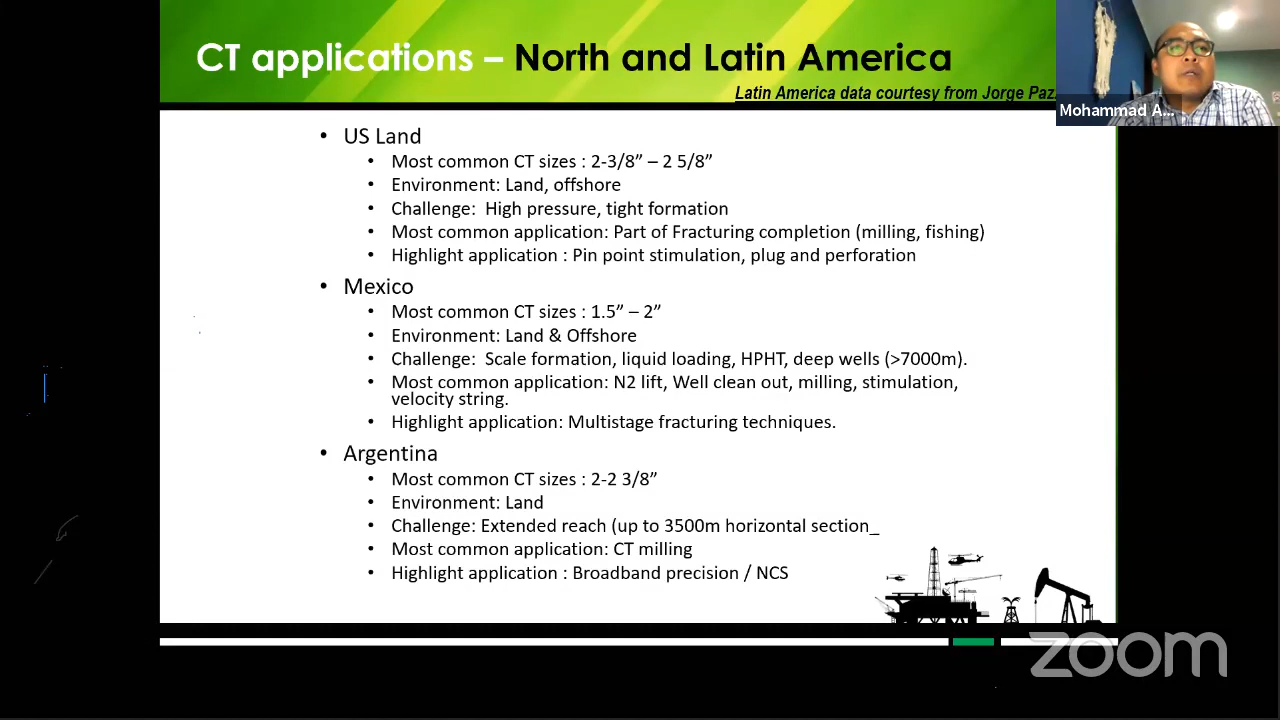 CT applications – North and Latin America
Latin America data courtesy from Jorge Paz
Mohammad A...
• US Land
• Most common CT sizes : 2-3/8” – 2 5/8”
• Environment: Land, offshore
• Challenge:  High pressure, tight formation
• Most common application: Part of Fracturing completion (milling, fishing)
• Highlight application : Pin point stimulation, plug and perforation
• Mexico
• Most common CT sizes : 1.5” – 2”
• Environment: Land & Offshore
• Challenge:  Scale formation, liquid loading, HPHT, deep wells (>7000m).
• Most common application: N2 lift, Well clean out, milling, stimulation,
velocity string.
• Highlight application: Multistage fracturing techniques.
• Argentina
• Most common CT sizes : 2-2 3/8”
• Environment: Land
• Challenge: Extended reach (up to 3500m horizontal section_
• Most common application: CT milling
• Highlight application : Broadband precision / NCS
zoom